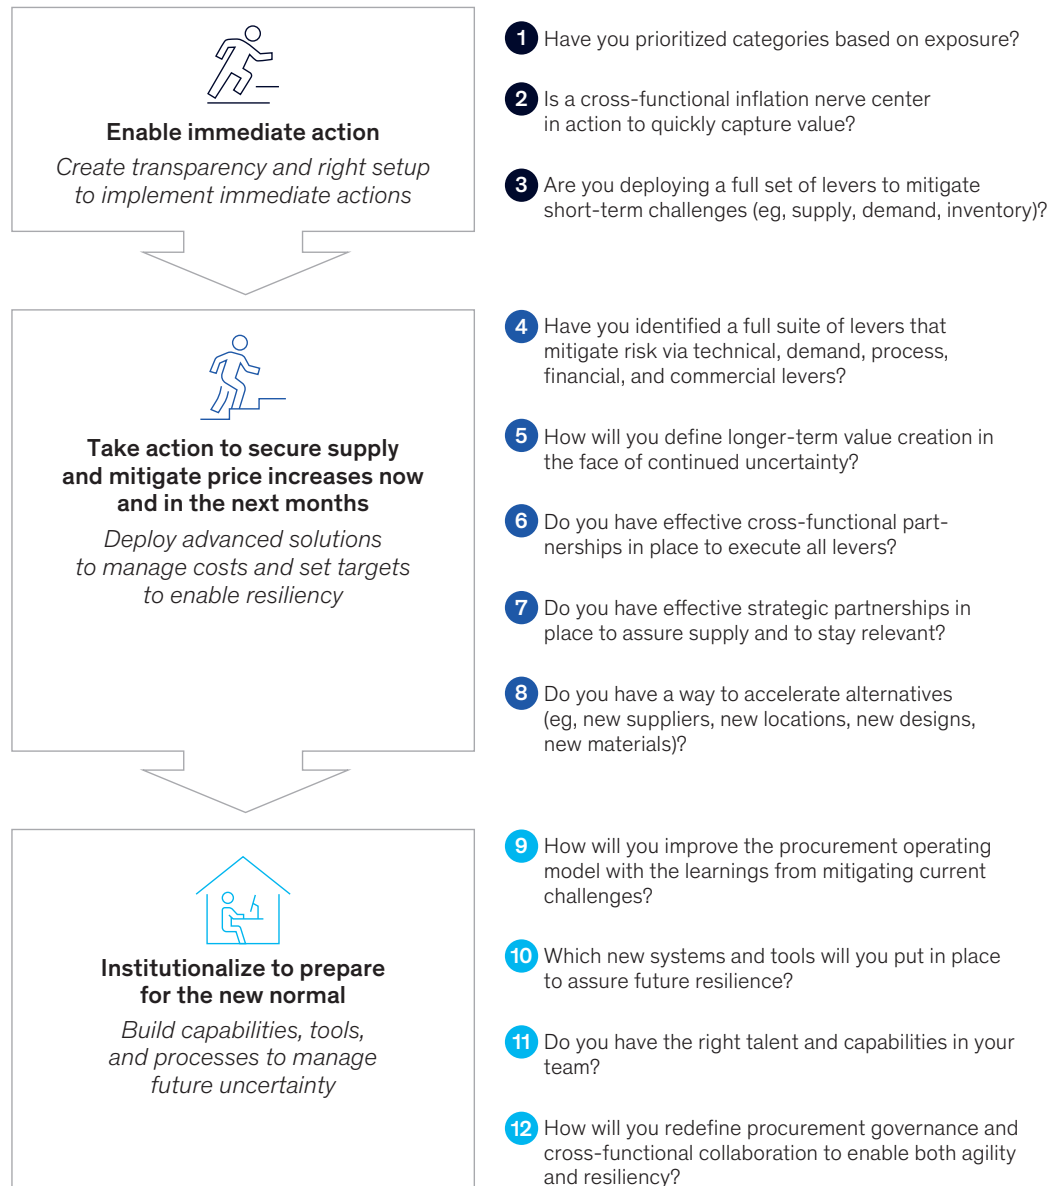 Enable immediate action
Create transparency and right setup
to implement immediate actions
1 Have you prioritized categories based on exposure?
2 Is a cross-functional inflation nerve center
in action to quickly capture value?
3 Are you deploying a full set of levers to mitigate
short-term challenges (eg, supply, demand, inventory)?
Take action to secure supply
and mitigate price increases now
and in the next months
Deploy advanced solutions
to manage costs and set targets
to enable resiliency
4 Have you identified a full suite of levers that
mitigate risk via technical, demand, process,
financial, and commercial levers?
5 How will you define longer-term value creation in
the face of continued uncertainty?
6 Do you have effective cross-functional part-
nerships in place to execute all levers?
7 Do you have effective strategic partnerships in
place to assure supply and to stay relevant?
8 Do you have a way to accelerate alternatives
(eg, new suppliers, new locations, new designs,
new materials)?
Institutionalize to prepare
for the new normal
Build capabilities, tools,
and processes to manage
future uncertainty
9 How will you improve the procurement operating
model with the learnings from mitigating current
challenges?
10 Which new systems and tools will you put in place
to assure future resilience?
11 Do you have the right talent and capabilities in your
team?
12 How will you redefine procurement governance and
cross-functional collaboration to enable both agility
and resiliency?